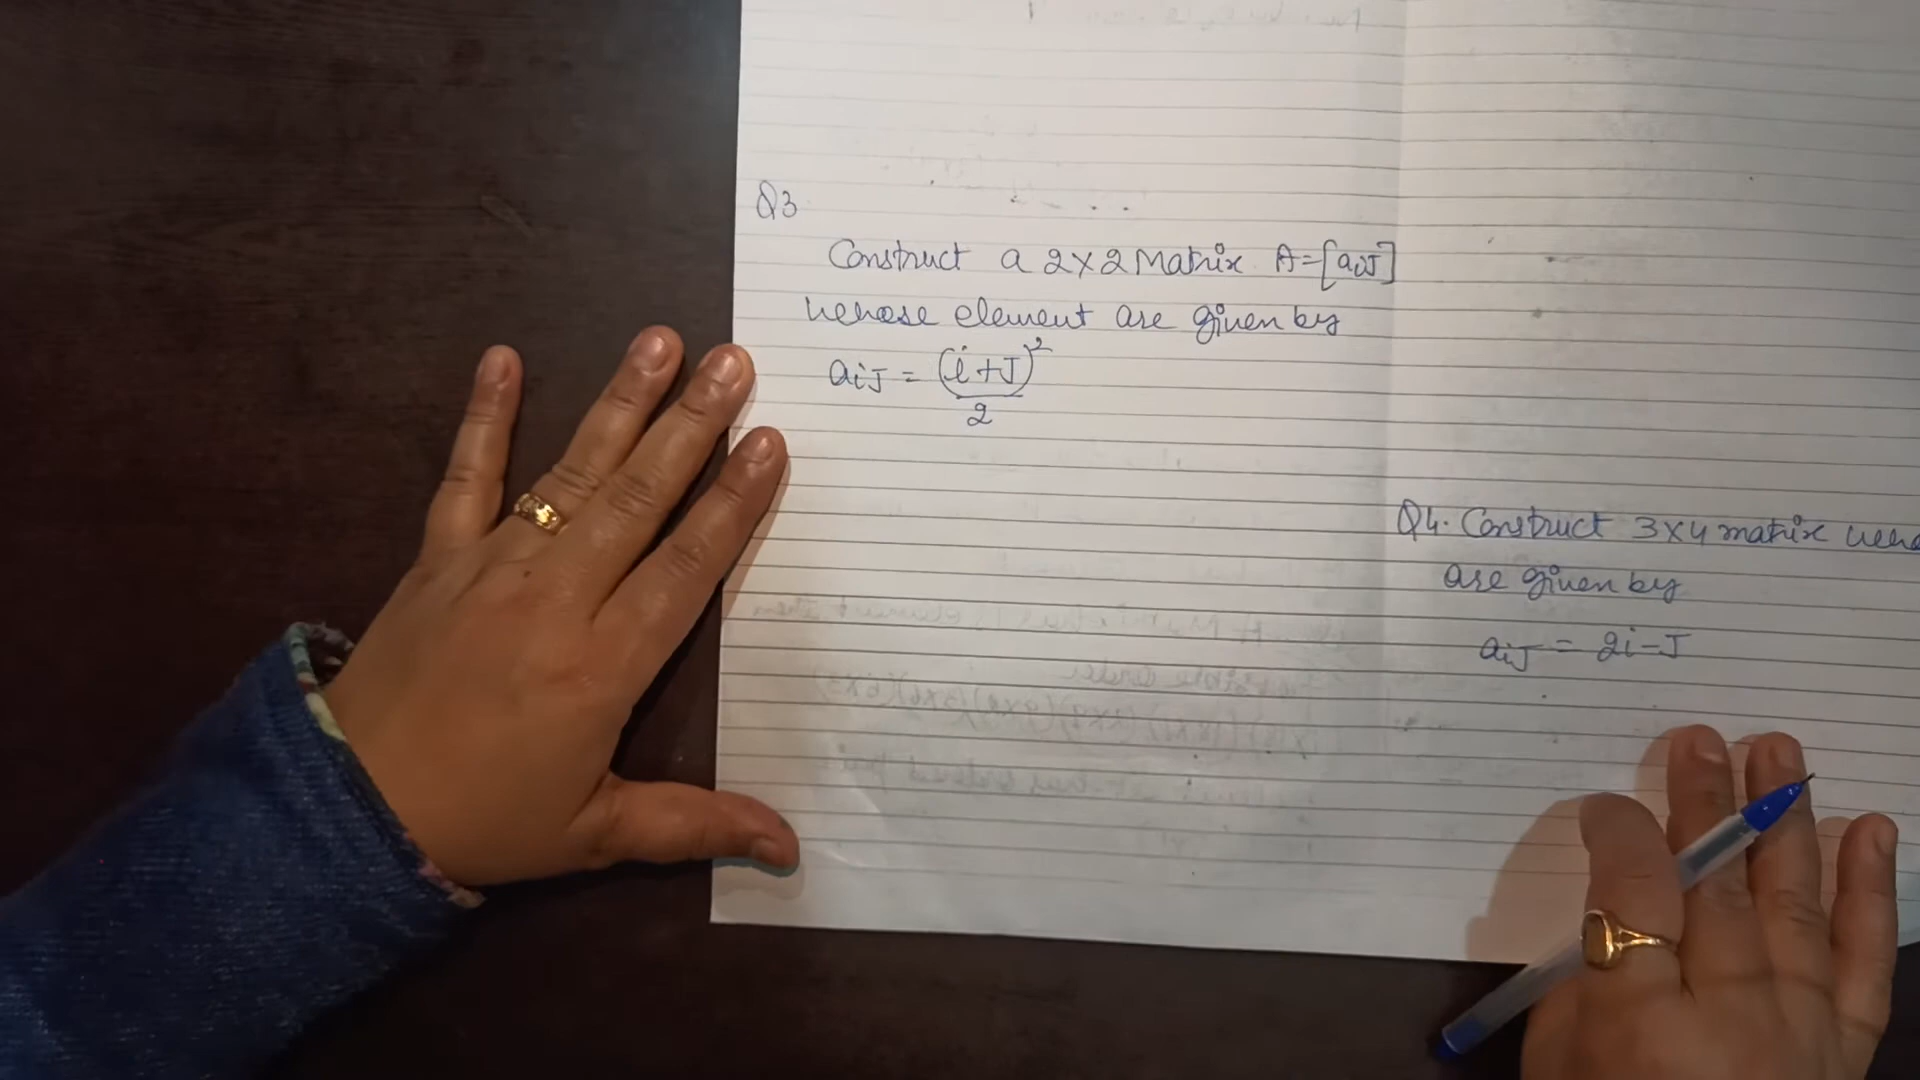 Q3
Construct a 2×2 Matrix A=[aiJ]
whose element are given by
aiJ = (i+J)²/2
Q4. Construct 3×4 matrix
are given by
aiJ = 2i-J